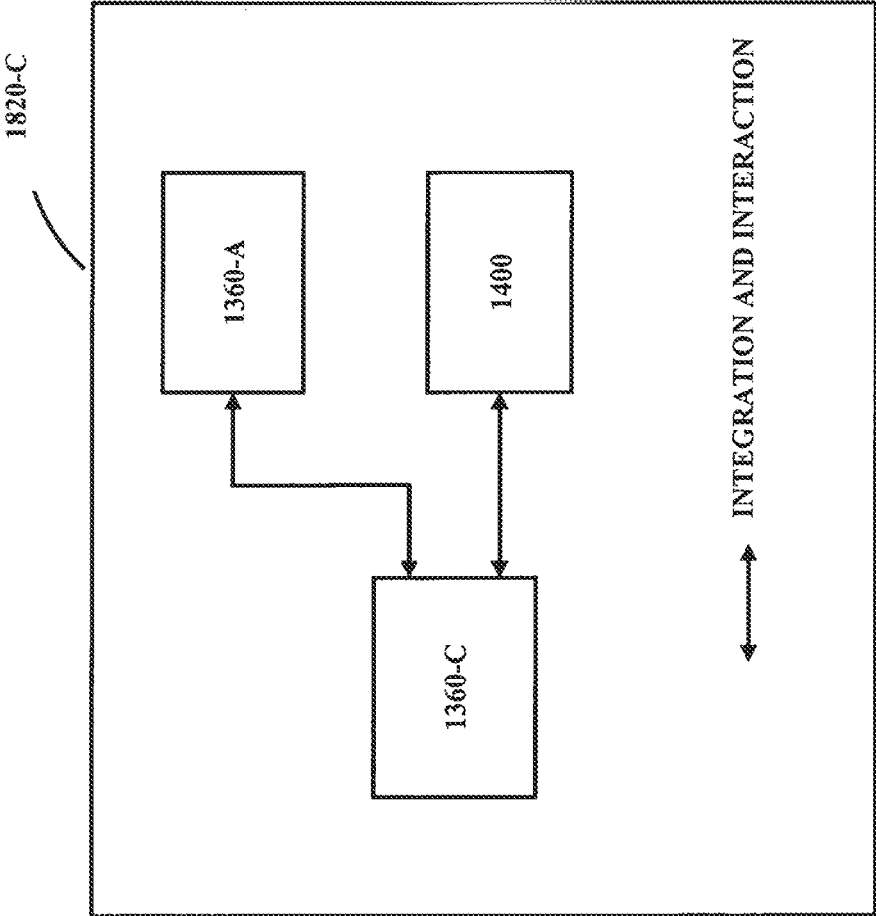 1820-C
1360-A
1400
1360-C
INTEGRATION AND INTERACTION